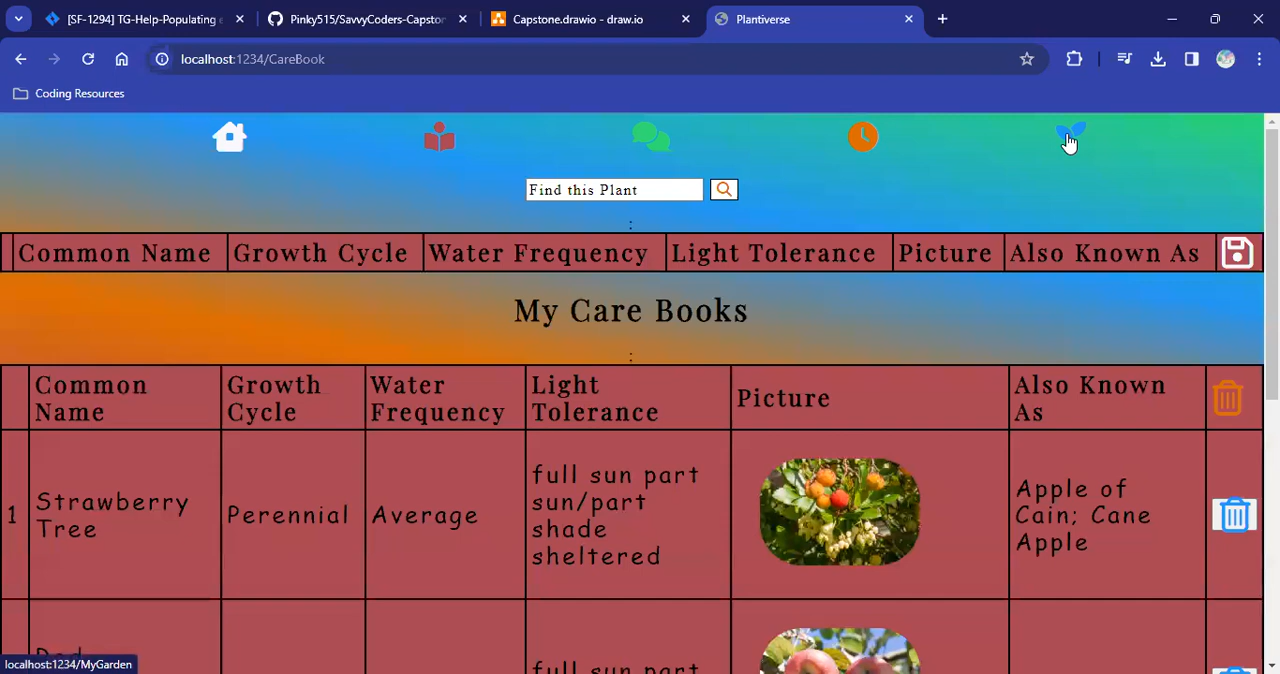 [SF-1294] TG-Help-Populating e
Pinky515/SavvyCoders-Capston
Capstone.drawio - draw.io
Plantiverse
localhost:1234/CareBook
Coding Resources
Find this Plant
:
Common Name Growth Cycle Water Frequency Light Tolerance Picture Also Known As
My Care Books
:
Common Name
Growth Cycle
Water Frequency
Light Tolerance
Picture
Also Known As
1
Strawberry Tree
Perennial
Average
full sun part sun/part shade sheltered
Apple of Cain; Cane Apple
full sun part
localhost:1234/MyGarden